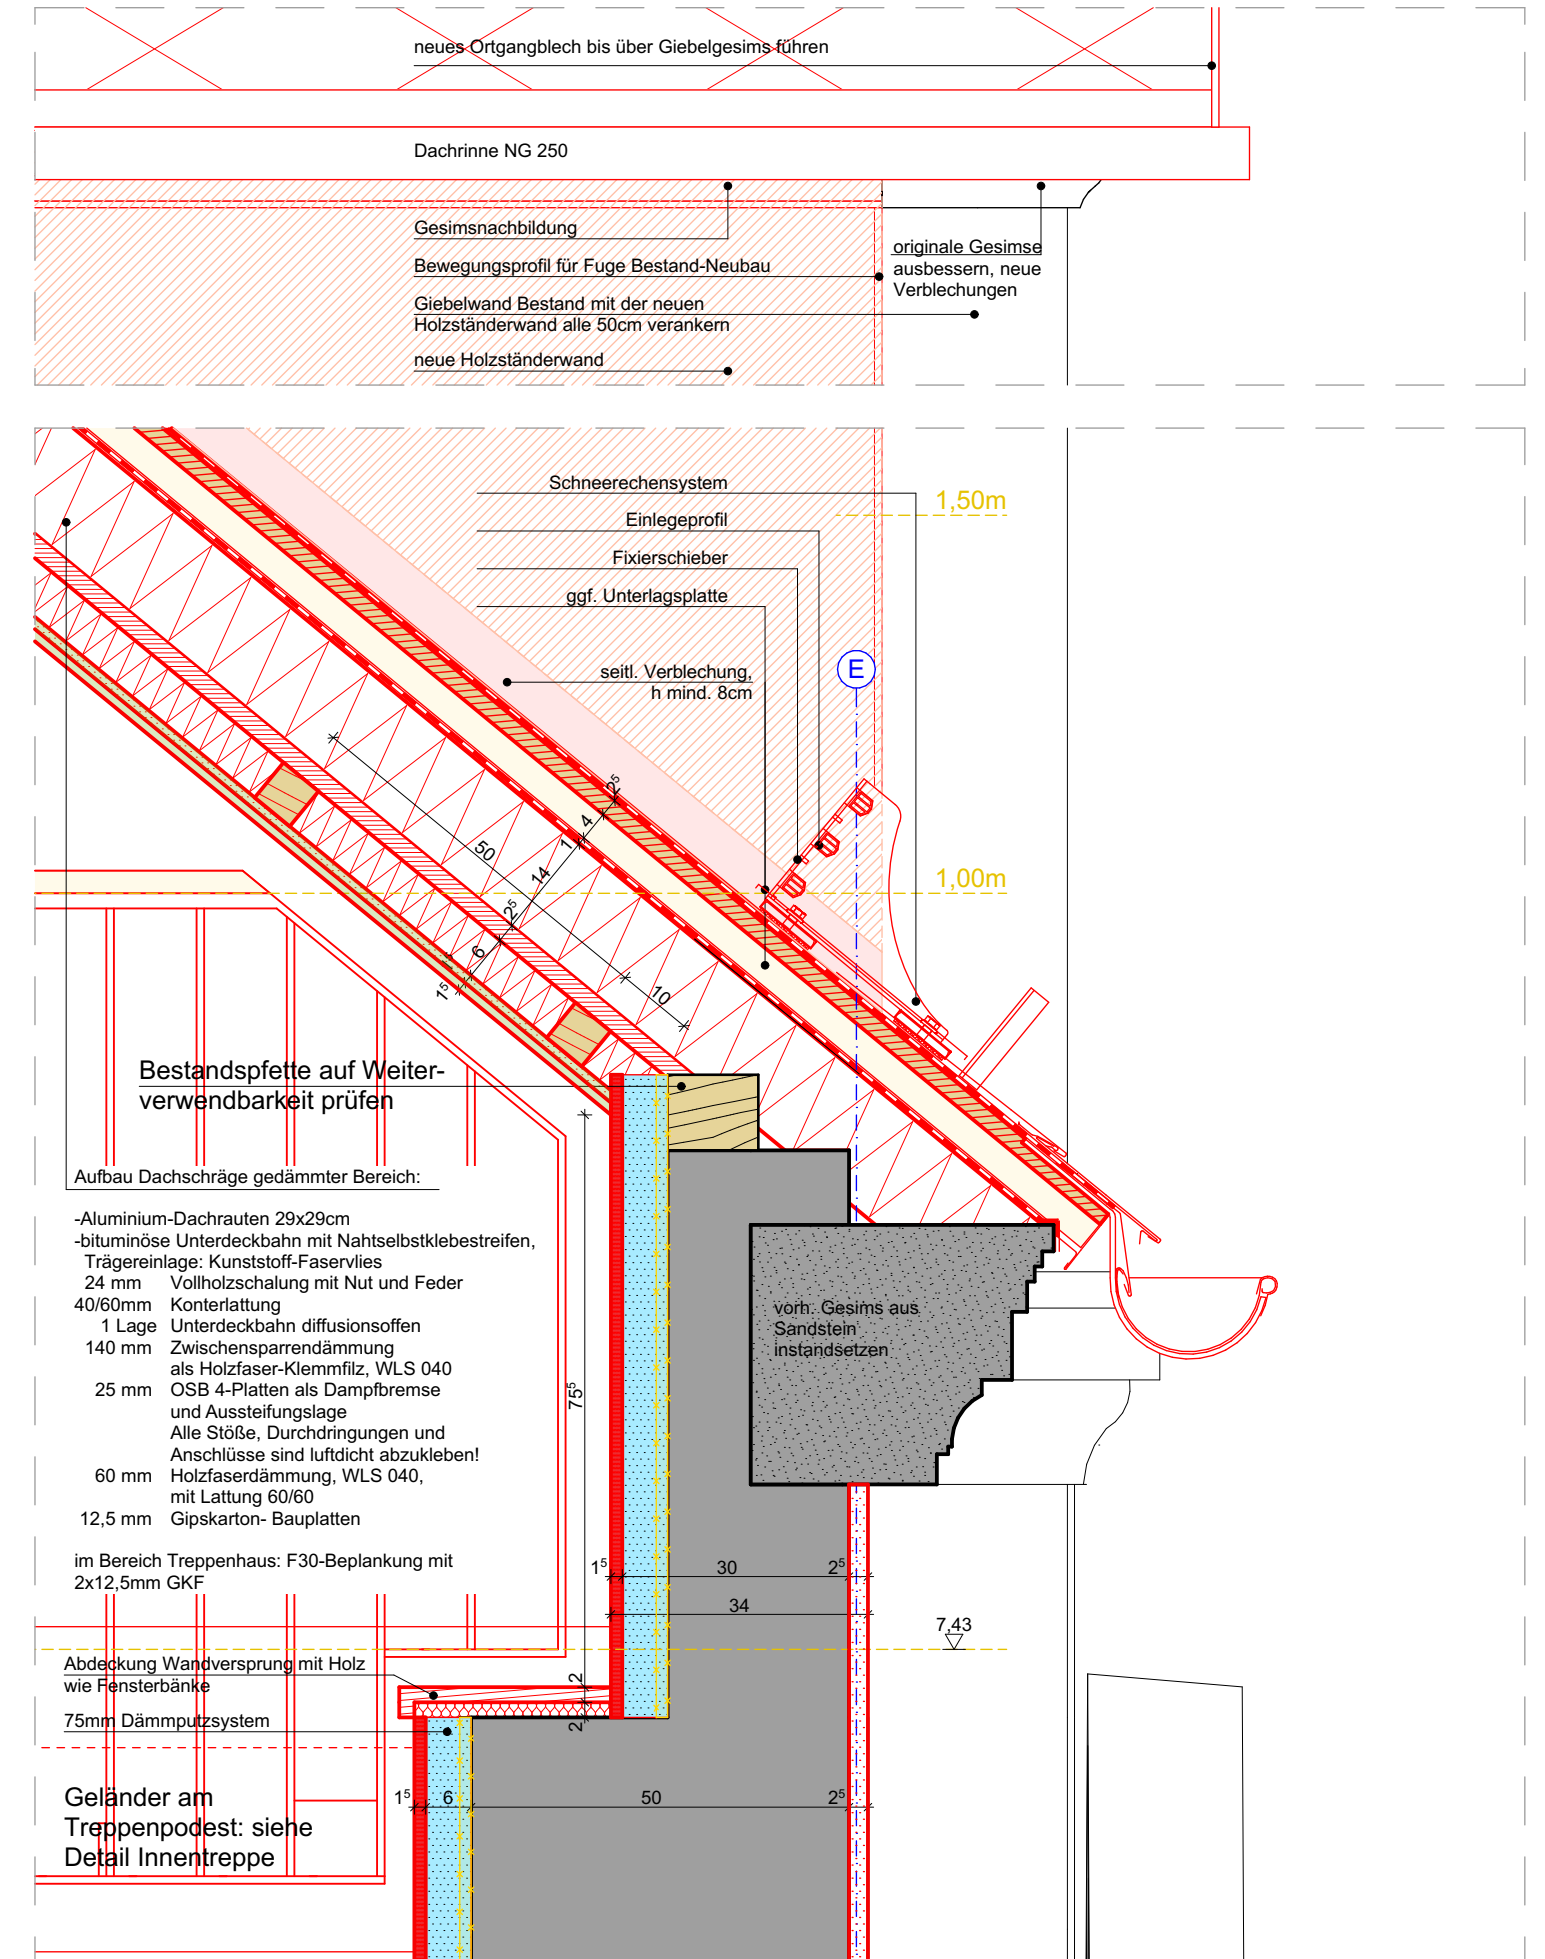 neues Ortgangblech bis über Giebelgesims führen
Dachrinne NG 250
Gesimsnachbildung
Bewegungsprofil für Fuge Bestand-Neubau
Giebelwand Bestand mit der neuen
Holzständerwand alle 50cm verankern
neue Holzständerwand
originale Gesimse
ausbessern, neue
Verblechungen
Schneerechensystem
Einlegeprofil
Fixierschieber
ggf. Unterlagsplatte
seitl. Verblechung,
h mind. 8cm
1,50m
E
1,00m
2⁵
4
1
14
2⁵
6
1⁵
50
10
Bestandspfette auf Weiter-
verwendbarkeit prüfen
Aufbau Dachschräge gedämmter Bereich:
-Aluminium-Dachrauten 29x29cm
-bituminöse Unterdeckbahn mit Nahtselbstklebestreifen,
Trägereinlage: Kunststoff-Faservlies
24 mm Vollholzschalung mit Nut und Feder
40/60mm Konterlattung
1 Lage Unterdeckbahn diffusionsoffen
140 mm Zwischensparrendämmung
als Holzfaser-Klemmfilz, WLS 040
25 mm OSB 4-Platten als Dampfbremse
und Aussteifungslage
Alle Stöße, Durchdringungen und
Anschlüsse sind luftdicht abzukleben!
60 mm Holzfaserdämmung, WLS 040,
mit Lattung 60/60
12,5 mm Gipskarton- Bauplatten
im Bereich Treppenhaus: F30-Beplankung mit
2x12,5mm GKF
vorh. Gesims aus
Sandstein
instandsetzen
75⁵
1⁵ 30 2⁵
34
7,43
Abdeckung Wandversprung mit Holz
wie Fensterbänke
2
2
75mm Dämmputzsystem
1⁵ 6 50 2⁵
Geländer am
Treppenpodest: siehe
Detail Innentreppe